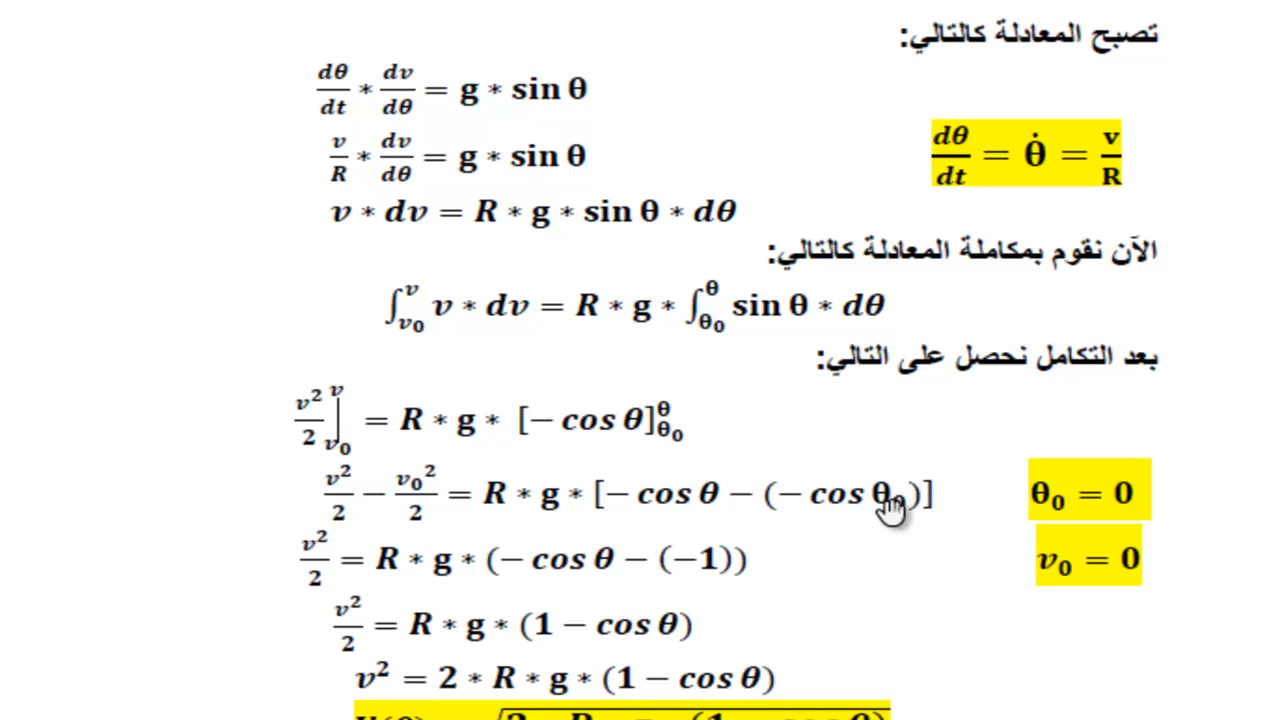 تصبح المعادلة كالتالي:
dθ/dt * dv/dθ = g * sin θ
v/R * dv/dθ = g * sin θ
dθ/dt = θ̇ = v/R
v * dv = R * g * sin θ * dθ
الآن نقوم بمكاملة المعادلة كالتالي:
∫_{v₀}^{v} v * dv = R * g * ∫_{θ₀}^{θ} sin θ * dθ
بعد التكامل نحصل على التالي:
v²/2 |_{v₀}^{v} = R * g * [− cos θ]_{θ₀}^{θ}
v²/2 − v₀²/2 = R * g * [− cos θ − (− cos θ₀)]
θ₀ = 0
v²/2 = R * g * (− cos θ − (−1))
v₀ = 0
v²/2 = R * g * (1 − cos θ)
v² = 2 * R * g * (1 − cos θ)